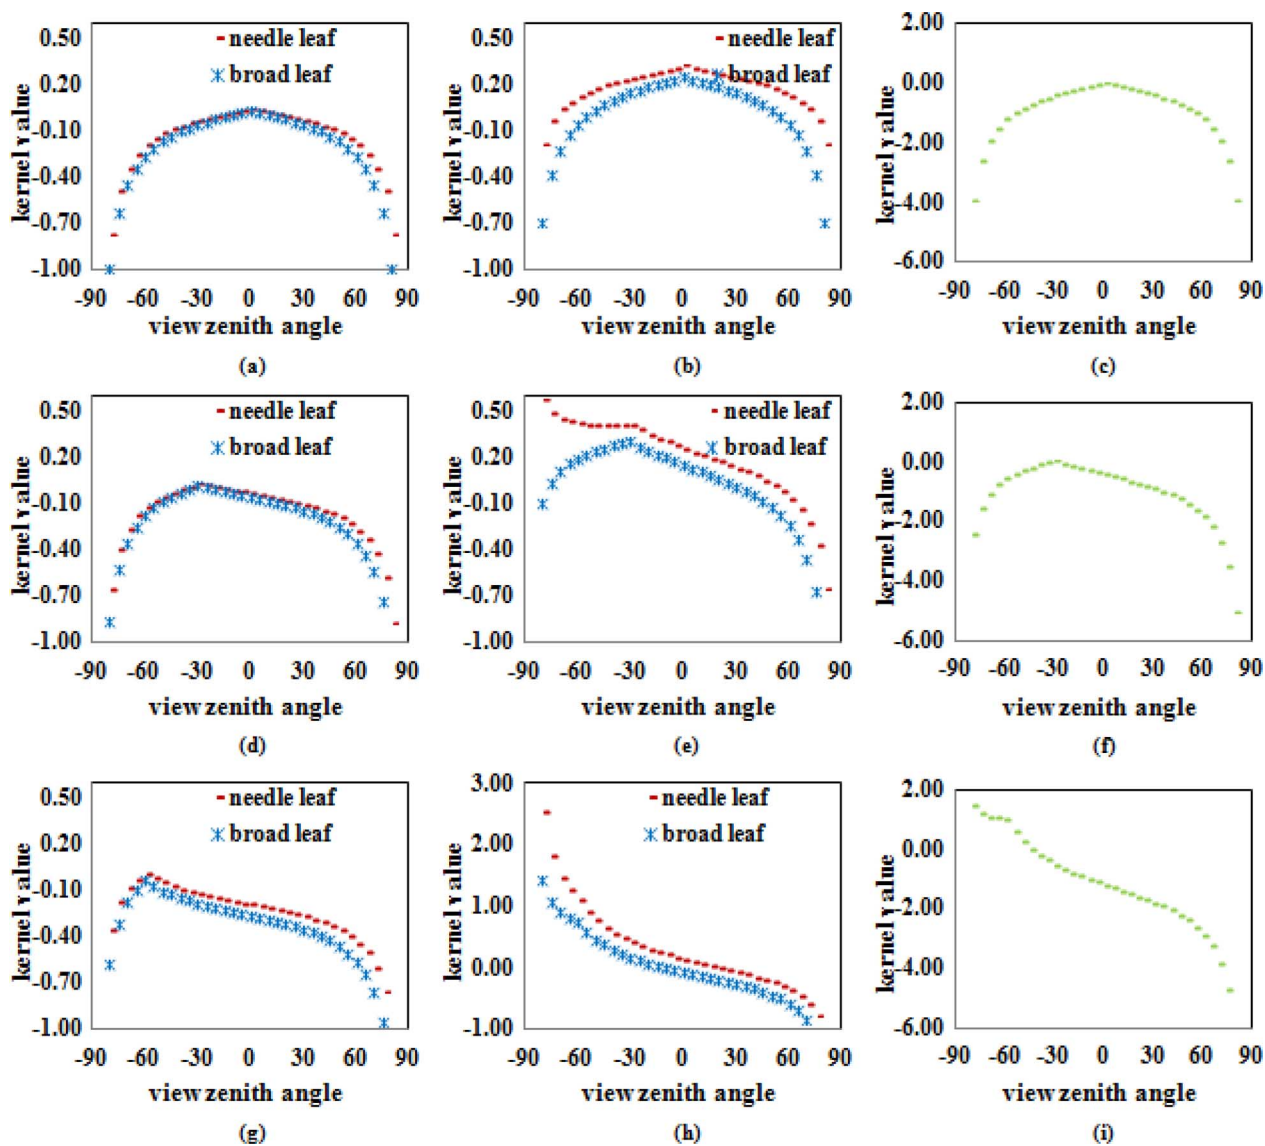 0.50
0.20
-0.10
-0.40
-0.70
-1.00
kernel value
needle leaf
broad leaf
-90 -60 -30 0 30 60 90
view zenith angle
(a)
0.50
0.20
-0.10
-0.40
-0.70
-1.00
kernel value
needle leaf
broad leaf
-90 -60 -30 0 30 60 90
view zenith angle
(b)
2.00
0.00
-2.00
-4.00
-6.00
kernel value
-90 -60 -30 0 30 60 90
view zenith angle
(c)
0.50
0.20
-0.10
-0.40
-0.70
-1.00
kernel value
needle leaf
broad leaf
-90 -60 -30 0 30 60 90
view zenith angle
(d)
0.50
0.20
-0.10
-0.40
-0.70
-1.00
kernel value
needle leaf
broad leaf
-90 -60 -30 0 30 60 90
view zenith angle
(e)
2.00
0.00
-2.00
-4.00
-6.00
kernel value
-90 -60 -30 0 30 60 90
view zenith angle
(f)
0.50
0.20
-0.10
-0.40
-0.70
-1.00
kernel value
needle leaf
broad leaf
-90 -60 -30 0 30 60 90
view zenith angle
(g)
3.00
2.00
1.00
0.00
-1.00
kernel value
needle leaf
broad leaf
-90 -60 -30 0 30 60 90
view zenith angle
(h)
2.00
0.00
-2.00
-4.00
-6.00
kernel value
-90 -60 -30 0 30 60 90
view zenith angle
(i)